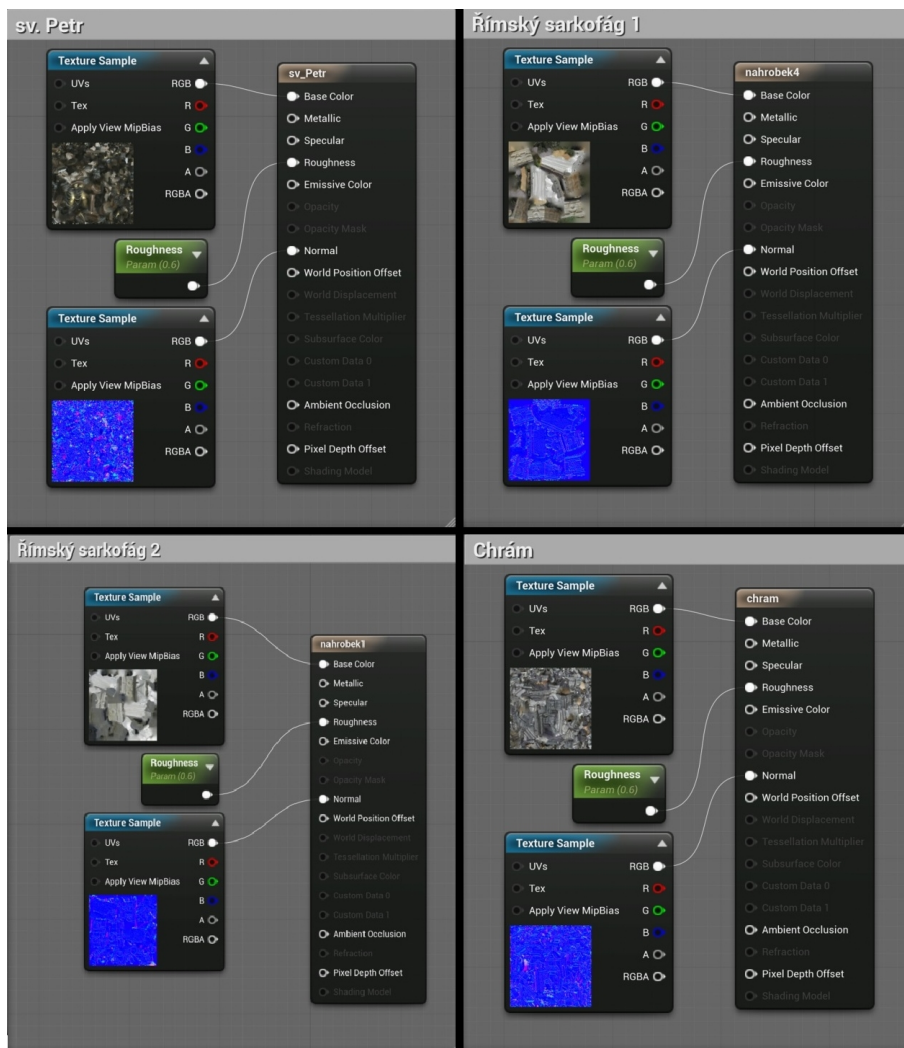 sv. Petr
Texture Sample
UVs
RGB
Tex
R
Apply View MipBias
G
B
A
RGBA
Roughness
Param (0.6)
Texture Sample
UVs
RGB
Tex
R
Apply View MipBias
G
B
A
RGBA
sv_Petr
Base Color
Metallic
Specular
Roughness
Emissive Color
Opacity
Opacity Mask
Normal
World Position Offset
World Displacement
Tessellation Multiplier
Subsurface Color
Custom Data 0
Custom Data 1
Ambient Occlusion
Refraction
Pixel Depth Offset
Shading Model
Římský sarkofág 1
Texture Sample
UVs
RGB
Tex
R
Apply View MipBias
G
B
A
RGBA
Roughness
Param (0.6)
Texture Sample
UVs
RGB
Tex
R
Apply View MipBias
G
B
A
RGBA
nahrobek4
Base Color
Metallic
Specular
Roughness
Emissive Color
Opacity
Opacity Mask
Normal
World Position Offset
World Displacement
Tessellation Multiplier
Subsurface Color
Custom Data 0
Custom Data 1
Ambient Occlusion
Refraction
Pixel Depth Offset
Shading Model
Římský sarkofág 2
Texture Sample
UVs
RGB
Tex
R
Apply View MipBias
G
B
A
RGBA
Roughness
Param (0.6)
Texture Sample
UVs
RGB
Tex
R
Apply View MipBias
G
B
A
RGBA
nahrobek1
Base Color
Metallic
Specular
Roughness
Emissive Color
Opacity
Opacity Mask
Normal
World Position Offset
World Displacement
Tessellation Multiplier
Subsurface Color
Custom Data 0
Custom Data 1
Ambient Occlusion
Refraction
Pixel Depth Offset
Shading Model
Chrám
Texture Sample
UVs
RGB
Tex
R
Apply View MipBias
G
B
A
RGBA
Roughness
Param (0.6)
Texture Sample
UVs
RGB
Tex
R
Apply View MipBias
G
B
A
RGBA
chram
Base Color
Metallic
Specular
Roughness
Emissive Color
Opacity
Opacity Mask
Normal
World Position Offset
World Displacement
Tessellation Multiplier
Subsurface Color
Custom Data 0
Custom Data 1
Ambient Occlusion
Refraction
Pixel Depth Offset
Shading Model